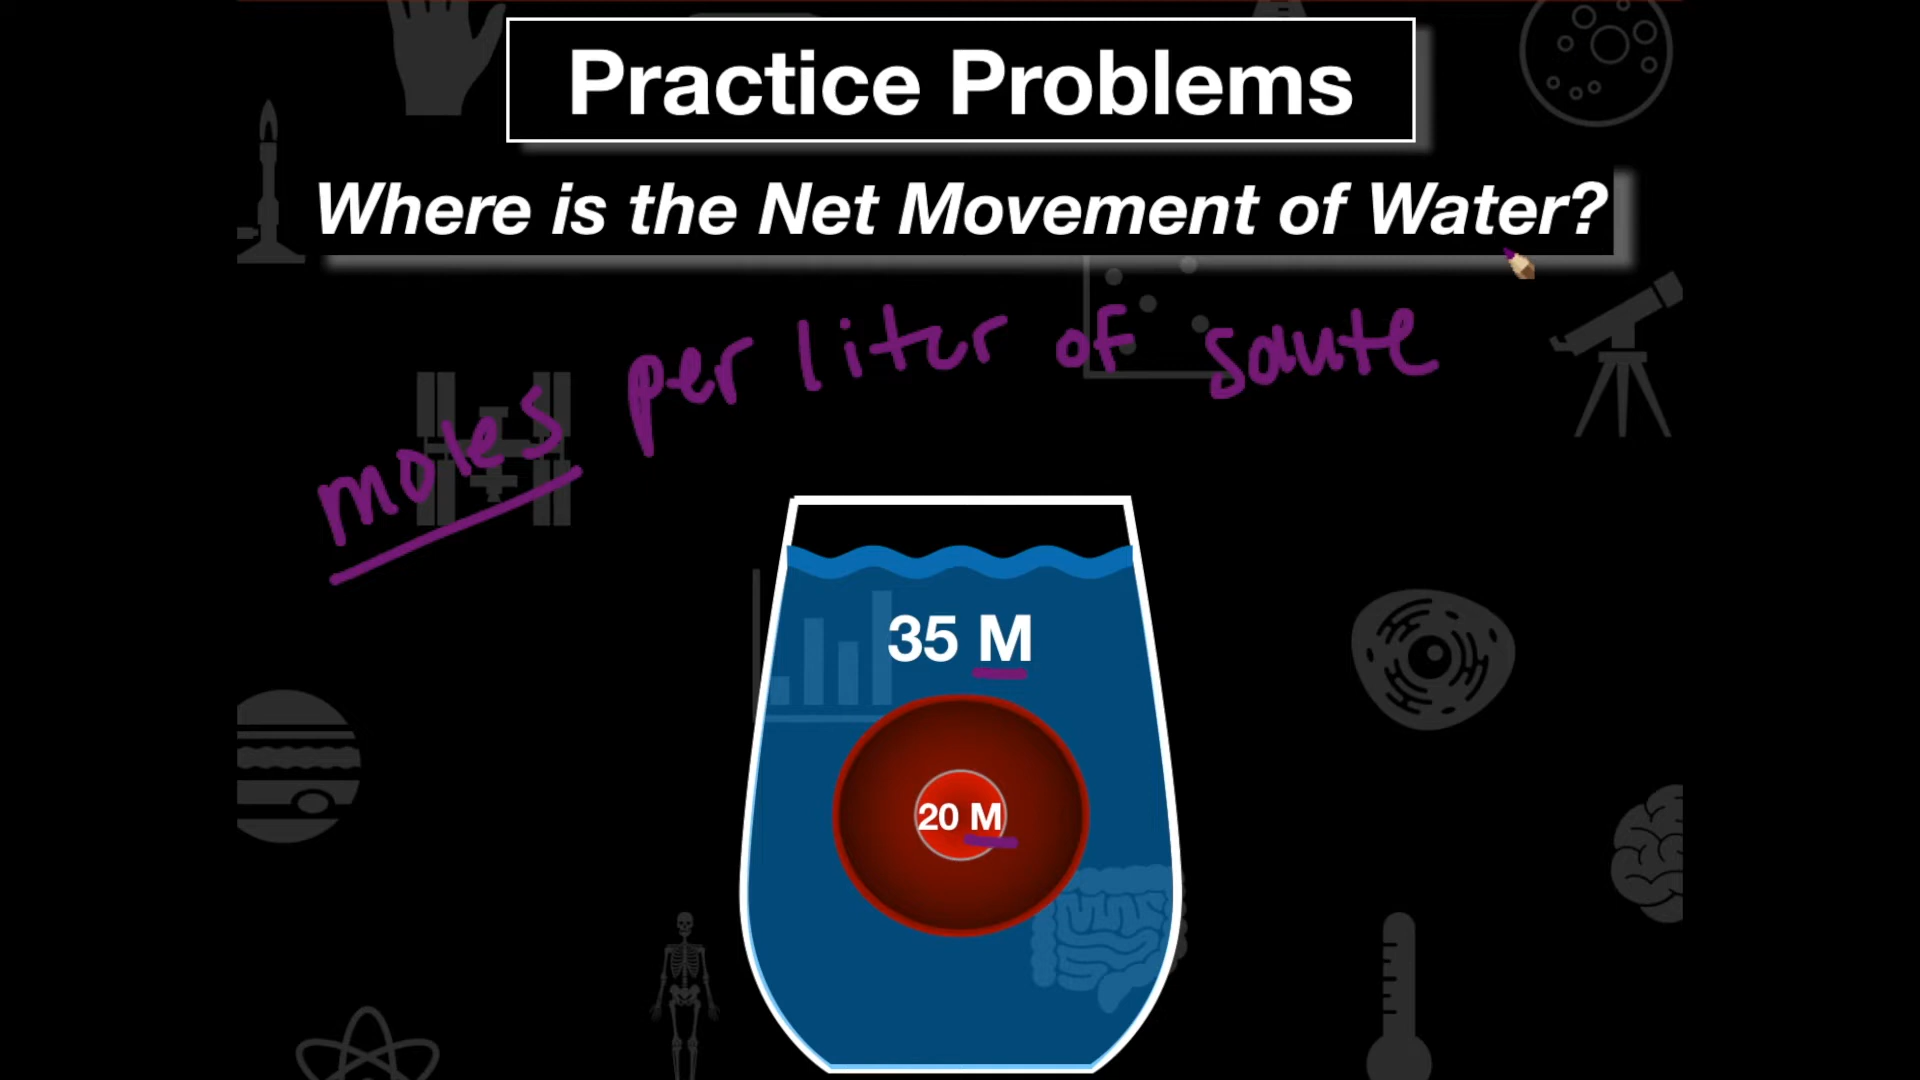 Practice Problems
Where is the Net Movement of Water?
moles per liter of saute
35 M
20 M